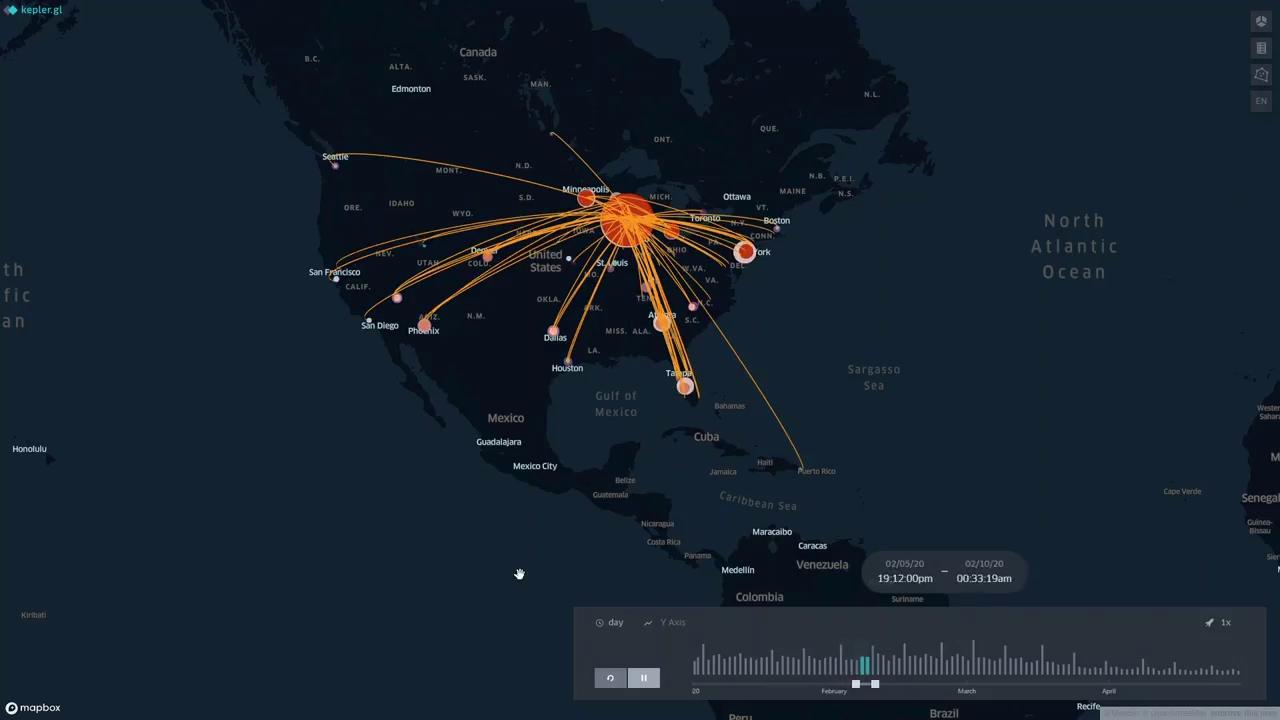 kepler.gl
Canada
B.C.
ALTA.
SASK.
MAN.
Edmonton
N.L.
EN
QUE.
ONT.
Seattle
N.D.
MONT.
N.B.
P.E.I.
MAINE
N.S.
Minneapolis
MICH.
Ottawa
S.D.
IDAHO
ORE.
VT.
WYO.
Toronto
Boston
N.Y.
North
Atlantic
Ocean
IOWA
CONN.
PA.
OHIO
York
NEV.
United
States
UTAH
COLO.
St. Louis
DEL.
San Francisco
W.VA.
MO.
VA.
CALIF.
OKLA.
ARK.
N.C.
N.M.
ARIZ.
S.C.
San Diego
Phoenix
MISS.
ALA.
Dallas
LA.
Houston
Tampa
Sargasso
Sea
Gulf of
Mexico
Bahamas
Mexico
Cuba
Guadalajara
Honolulu
Mexico City
Haiti
Jamaica
Puerto Rico
Belize
Guatemala
Cape Verde
Caribbean Sea
Nicaragua
Maracaibo
Costa Rica
Caracas
Panama
Medellín
Venezuela
02/05/20
19:12:00pm
–
02/10/20
00:33:19am
Colombia
Suriname
Kiribati
day
Y Axis
1x
20
February
March
April
mapbox
Recife
Peru
Brazil